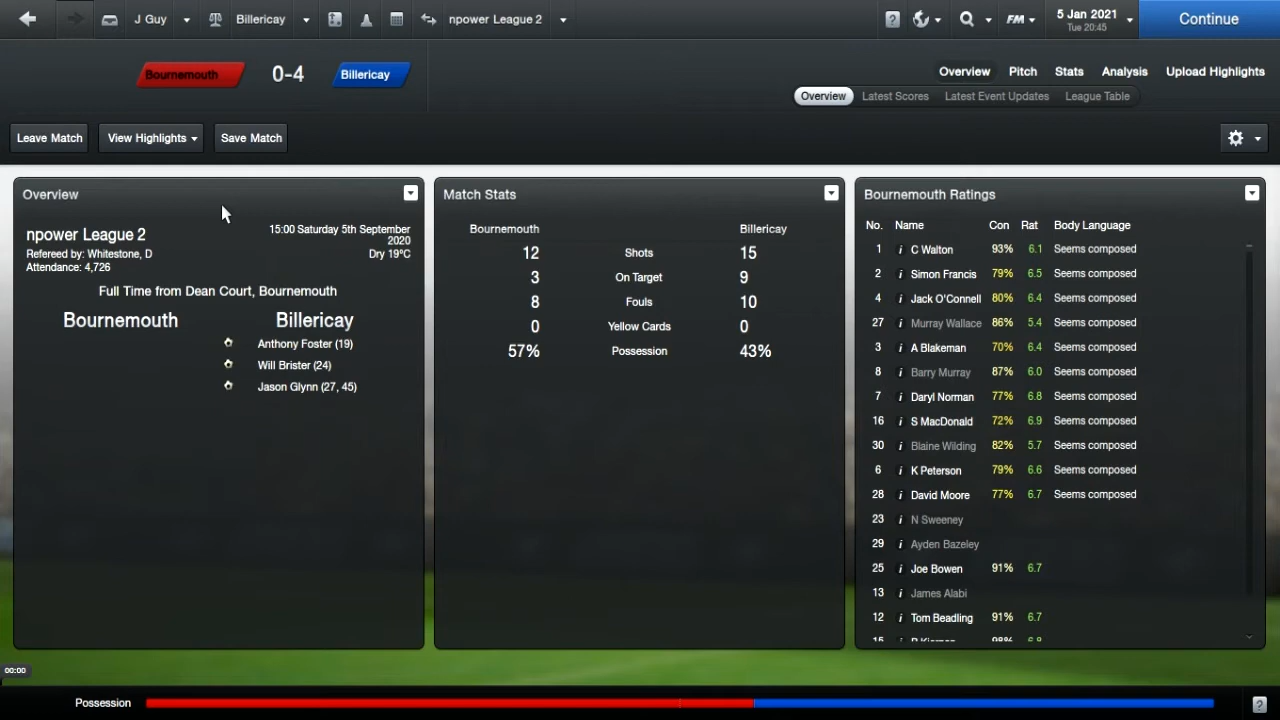 J Guy Billericay npower League 2 ? FM 5 Jan 2021 Continue
Tue 20:45
Bournemouth 0-4 Billericay
Overview Pitch Stats Analysis Upload Highlights
Overview Latest Scores Latest Event Updates League Table
Leave Match View Highlights Save Match
Overview
npower League 2
Refereed by: Whitestone, D
Attendance: 4,726
15:00 Saturday 5th September
2020
Dry 19°C
Full Time from Dean Court, Bournemouth
Bournemouth Billericay
Anthony Foster (19)
Will Brister (24)
Jason Glynn (27, 45)
Match Stats
Bournemouth Billericay
12 Shots 15
3 On Target 9
8 Fouls 10
0 Yellow Cards 0
57% Possession 43%
Bournemouth Ratings
No. Name Con Rat Body Language
1 i C Walton 93% 6.1 Seems composed
2 i Simon Francis 79% 6.5 Seems composed
4 i Jack O'Connell 80% 6.4 Seems composed
27 i Murray Wallace 86% 5.4 Seems composed
3 i A Blakeman 70% 6.4 Seems composed
8 i Barry Murray 87% 6.0 Seems composed
7 i Daryl Norman 77% 6.8 Seems composed
16 i S MacDonald 72% 6.9 Seems composed
30 i Blaine Wilding 82% 5.7 Seems composed
6 i K Peterson 79% 6.6 Seems composed
28 i David Moore 77% 6.7 Seems composed
23 i N Sweeney
29 i Ayden Bazeley
25 i Joe Bowen 91% 6.7
13 i James Alabi
12 i Tom Beadling 91% 6.7
15 98% 6.8
00:00
Possession ?